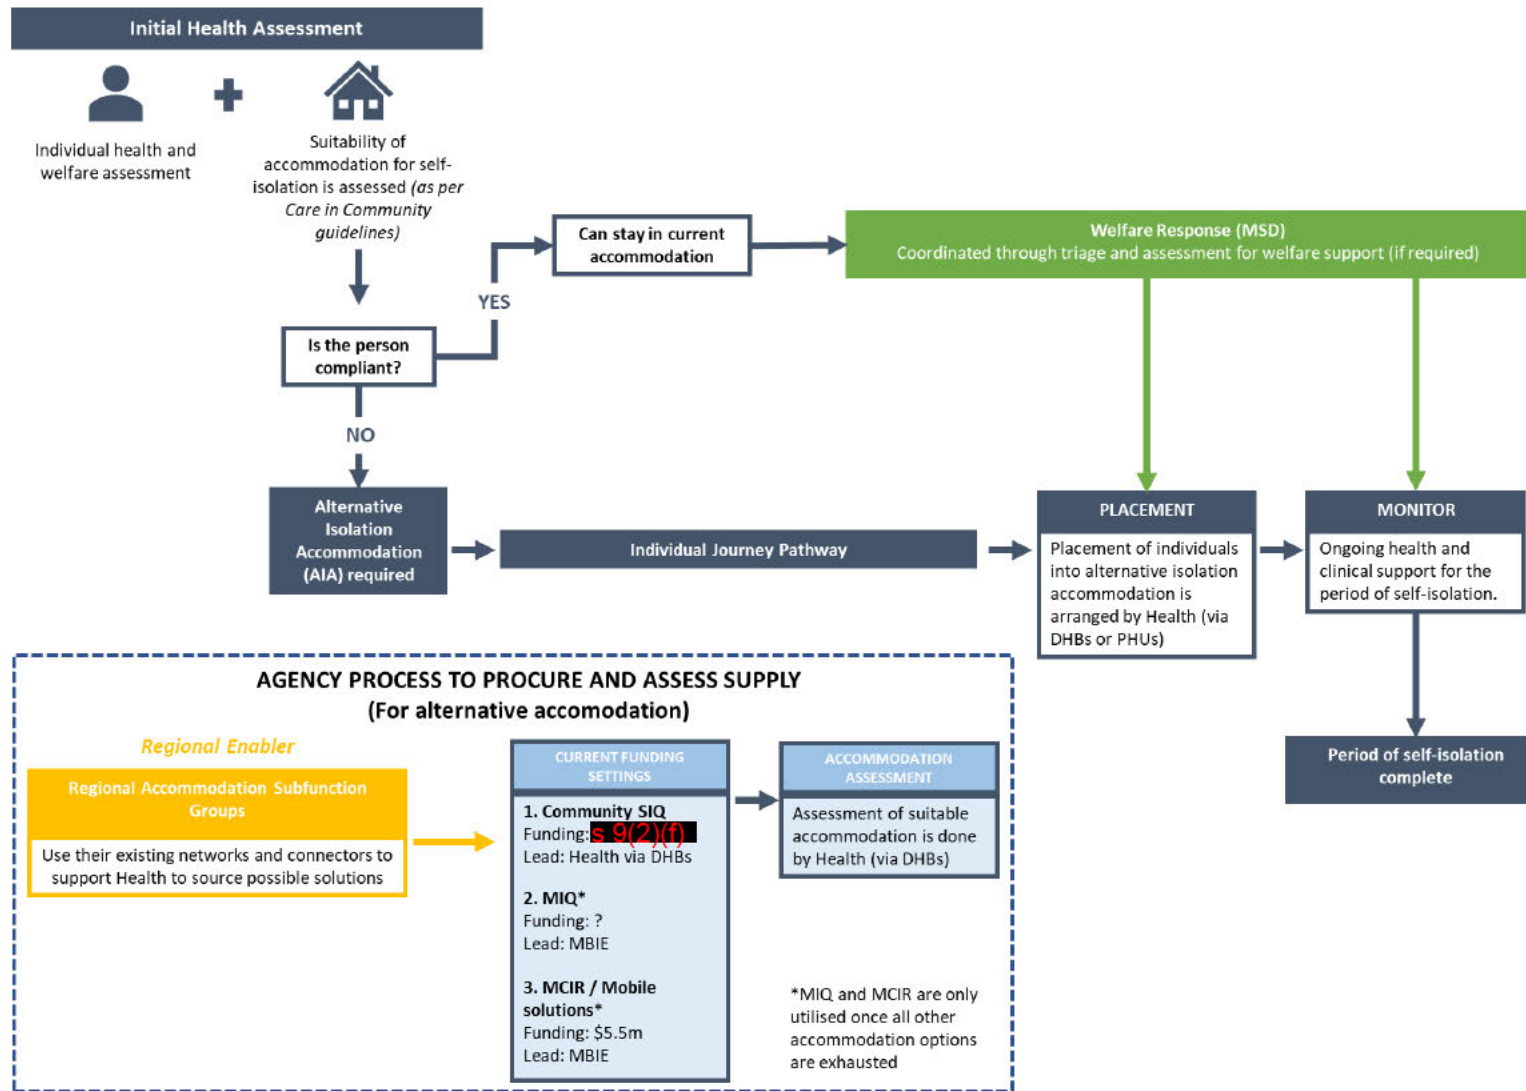 Initial Health Assessment
Individual health and
welfare assessment
Suitability of
accommodation for self-
isolation is assessed (as per
Care in Community
guidelines)
Is the person
compliant?
YES
NO
Can stay in current
accommodation
Welfare Response (MSD)
Coordinated through triage and assessment for welfare support (if required)
Alternative
Isolation
Accommodation
(AIA) required
Individual Journey Pathway
PLACEMENT
Placement of individuals
into alternative isolation
accommodation is
arranged by Health (via
DHBs or PHUs)
MONITOR
Ongoing health and
clinical support for the
period of self-isolation.
Period of self-isolation
complete
AGENCY PROCESS TO PROCURE AND ASSESS SUPPLY
(For alternative accomodation)
Regional Enabler
Regional Accommodation Subfunction
Groups
Use their existing networks and connectors to
support Health to source possible solutions
CURRENT FUNDING
SETTINGS
1. Community SIQ
Funding: s 9(2)(f)
Lead: Health via DHBs
2. MIQ*
Funding: ?
Lead: MBIE
3. MCIR / Mobile
solutions*
Funding: $5.5m
Lead: MBIE
ACCOMMODATION
ASSESSMENT
Assessment of suitable
accommodation is done
by Health (via DHBs)
*MIQ and MCIR are only
utilised once all other
accommodation options
are exhausted